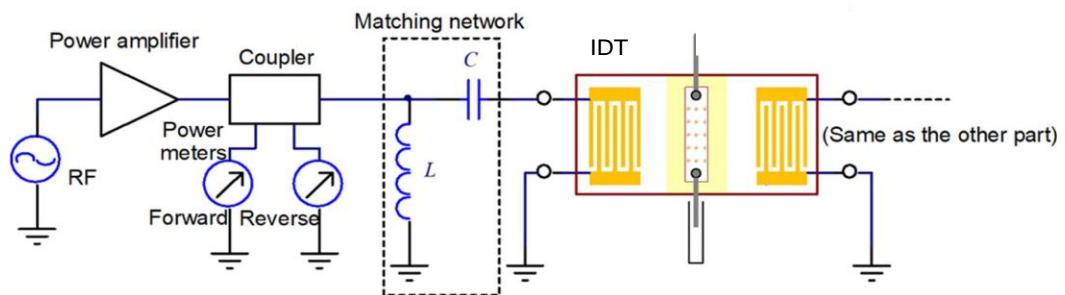 Matching network
Power amplifier
IDT
Coupler
C
Power
meters
(Same as the other part)
RF
L
Forward Reverse